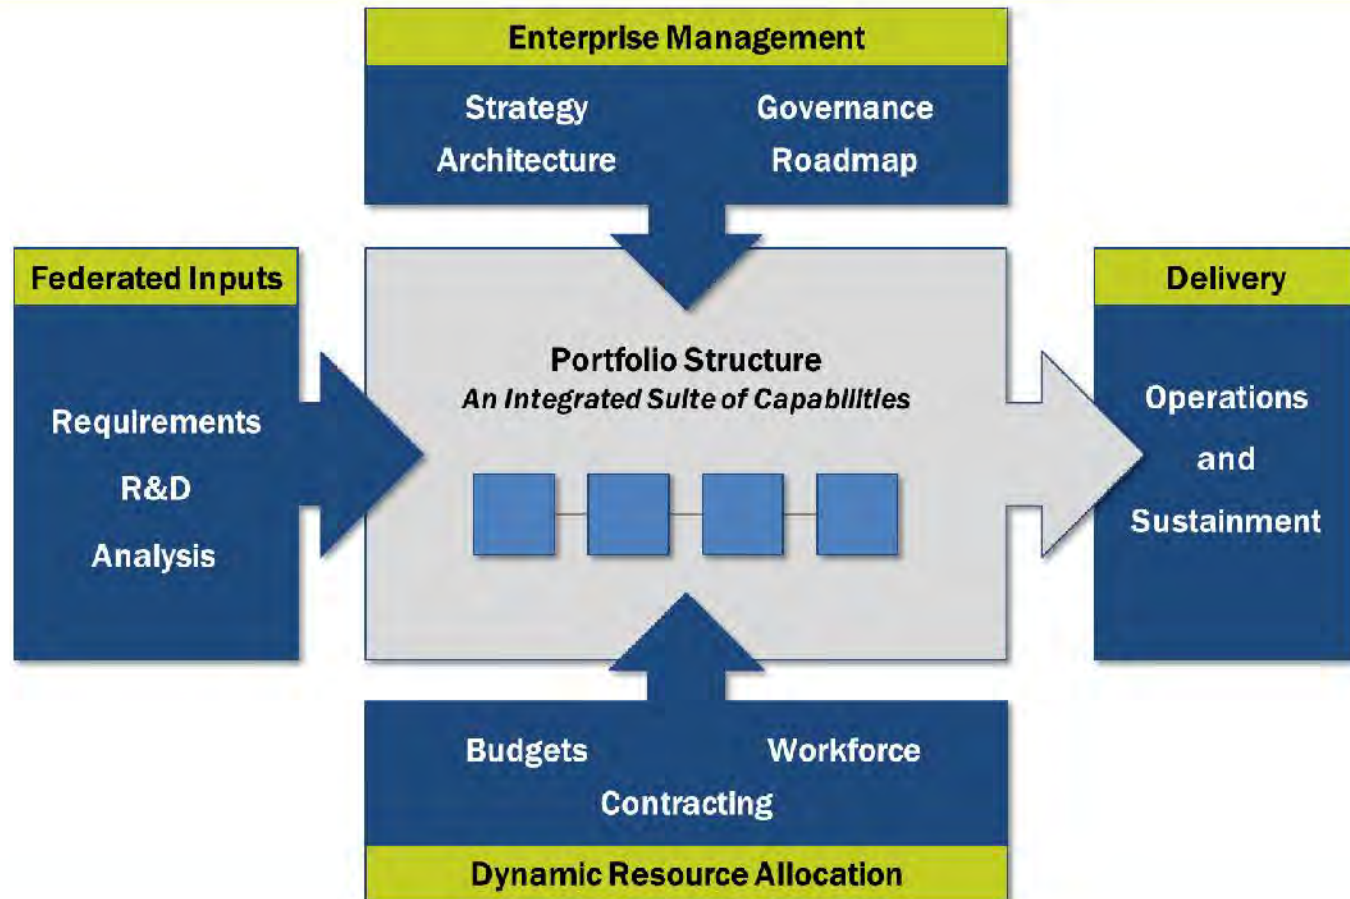 Enterprise Management
Strategy Governance
Architecture Roadmap
Federated Inputs
Requirements
R&D
Analysis
Portfolio Structure
An Integrated Suite of Capabilities
Delivery
Operations
and
Sustainment
Budgets Workforce
Contracting
Dynamic Resource Allocation